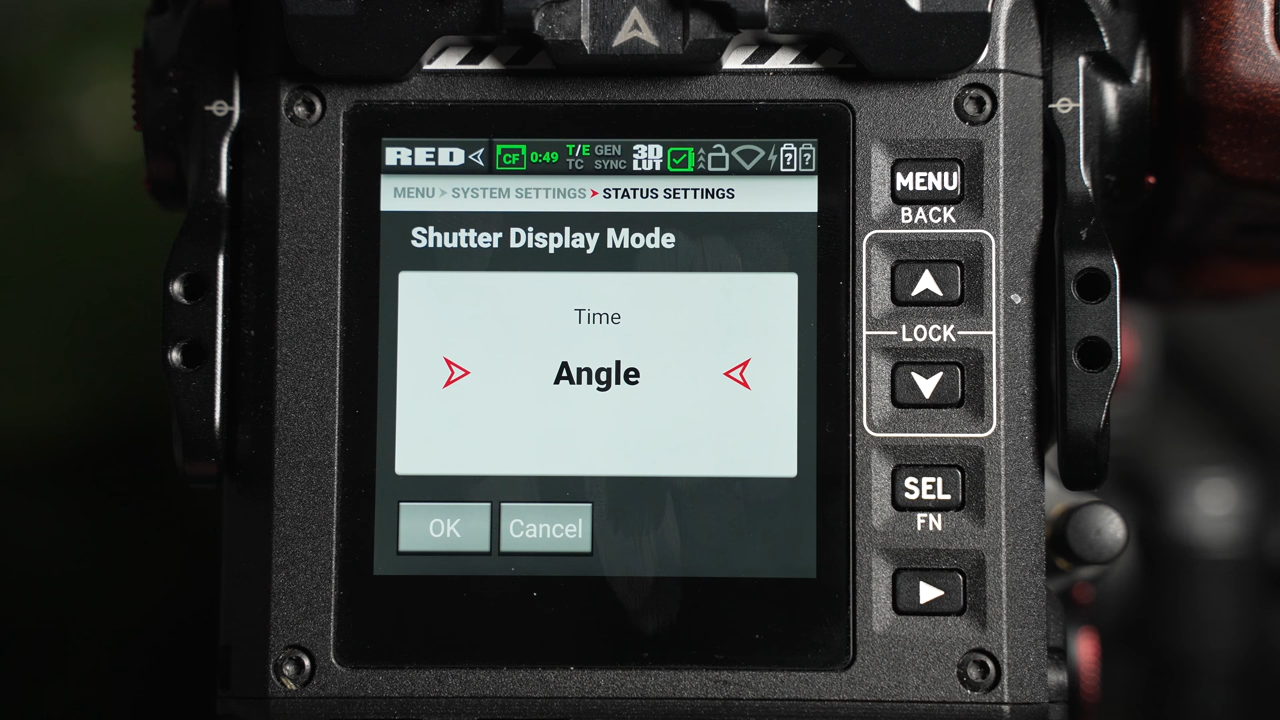 RED CF 0:49 T/E TC GEN SYNC 3D LUT ? ?
MENU SYSTEM SETTINGS STATUS SETTINGS
Shutter Display Mode
Time
Angle
OK Cancel
MENU
BACK
LOCK
SEL
FN